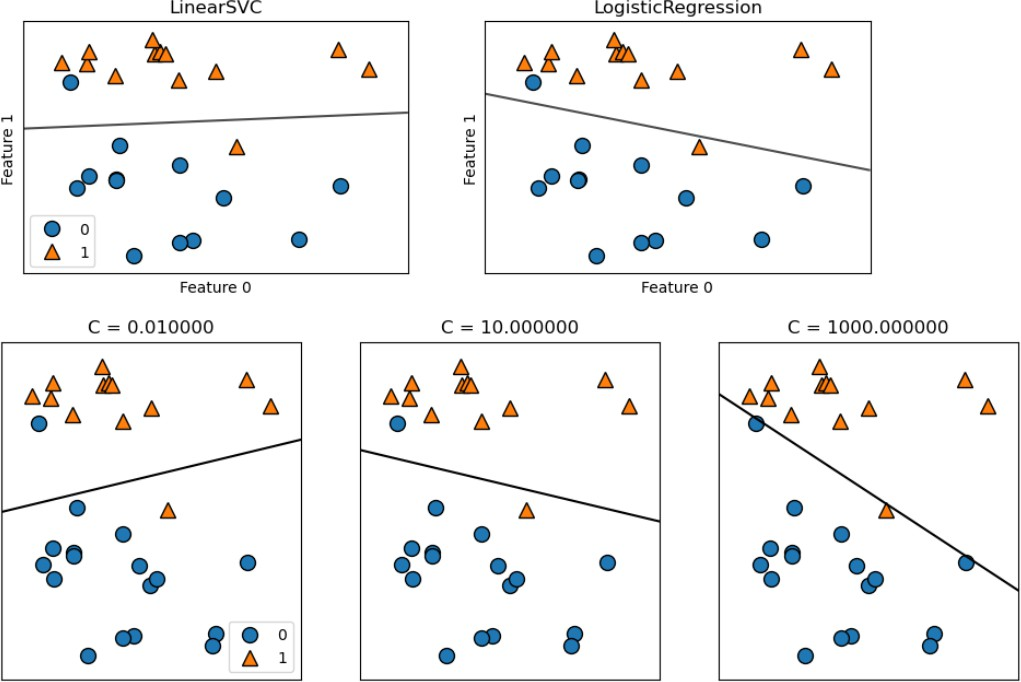 LinearSVC
LogisticRegression
Feature 1
Feature 1
0
1
Feature 0
Feature 0
C = 0.010000
C = 10.000000
C = 1000.000000
0
1